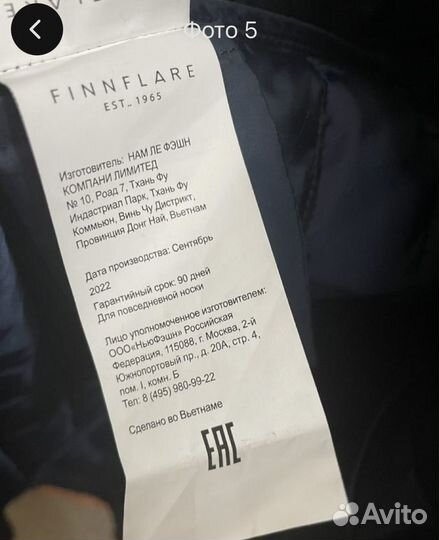 Фото 5
FINNFLARE
EST.. 1965
Изготовитель: НАМ ЛЕ ФЭШН
КОМПАНИ ЛИМИТЕД
№ 10, Роад 7, Тхань Фу
Индастриал Парк, Тхань Фу
Коммьюн, Винь Чу Дистрикт,
Провинция Донг Най, Вьетнам
Дата производства: Сентябрь
2022
Гарантийный срок: 90 дней
Для повседневной носки
Лицо уполномоченное изготовителем:
ООО«НьюФэшн» Российская
Федерация, 115088, г. Москва, 2-й
Южнопортовый пр., д. 20А, стр. 4,
пом. I, комн. Б
Тел: 8 (495) 980-99-22
Сделано во Вьетнаме
EAC
Avito